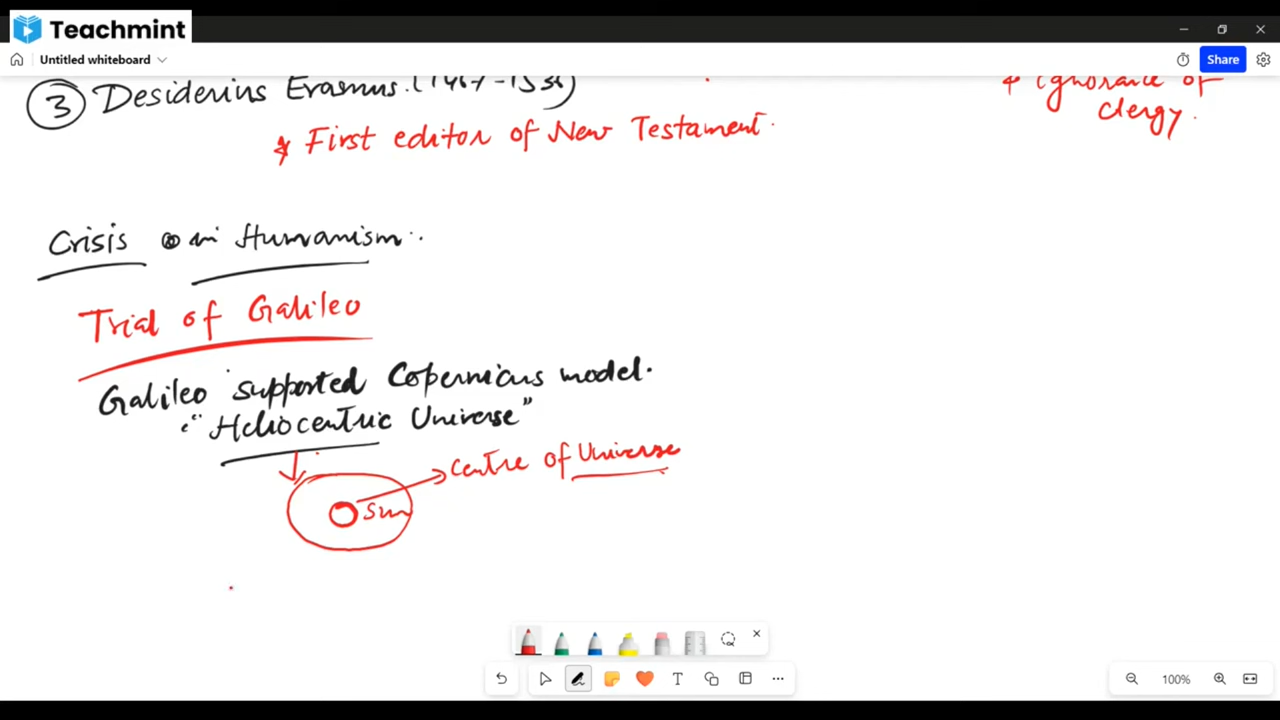 Teachmint
Untitled whiteboard
Share
③ Desiderius Erasmus. (1467-1536)
* ignorance of
clergy.
* First editor of New Testament.
Crisis in Humanism.
Trial of Galileo
Galileo supported Copernicus model.
"Heliocentric Universe"
Centre of Universe
Sun
T
100%